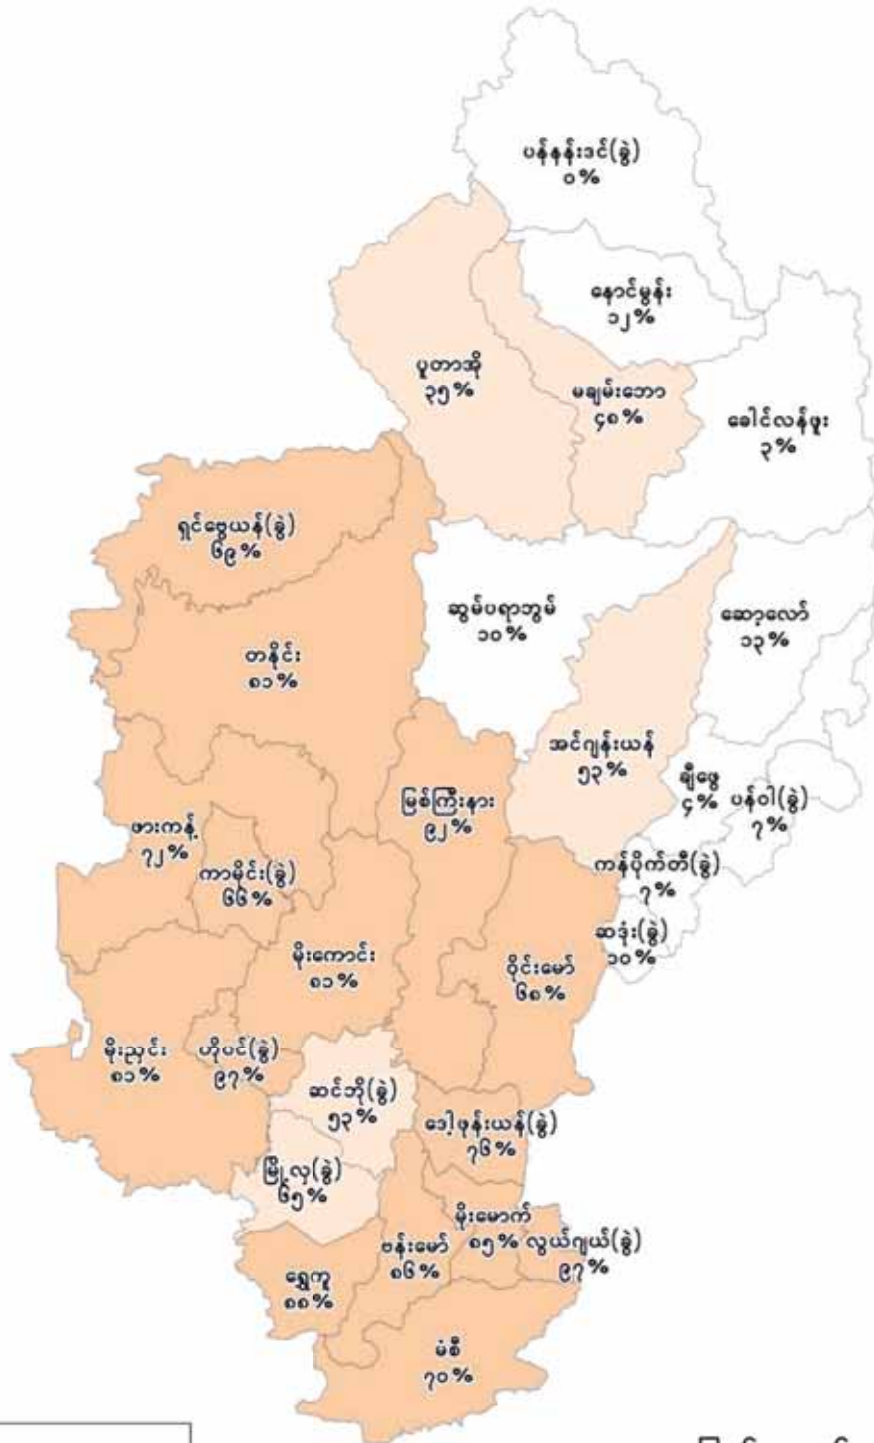 ပန်နန်းဒင်(ခွဲ)
၀%
နောင်မွန်း
၁၂%
ပူတာအို
၃၅%
မချမ်းဘော
၄၈%
ခေါင်လန်ဖူး
၃%
ရှင်ဗွေယန်(ခွဲ)
၆၉%
ဆွမ်ပရာဘွမ်
၁၀%
ဆော့လော်
၁၃%
တနိုင်း
၈၁%
အင်ဂျန်းယန်
၅၃%
ချီဖွေ
၄%
ပန်ဝါ(ခွဲ)
၇%
မြစ်ကြီးနား
၉၂%
ဖားကန့်
၇၂%
ကာမိုင်း(ခွဲ)
၆၆%
ကန်ပိုက်တီ(ခွဲ)
၇%
ဆဒုံး(ခွဲ)
၁၀%
မိုးကောင်း
၈၁%
ဝိုင်းမော်
၆၈%
မိုးညှင်း
၈၁%
ဟိုပင်(ခွဲ)
၉၇%
ဆင်ဘို(ခွဲ)
၅၃%
ဒေါ့ဖုန်းယန်(ခွဲ)
၇၆%
မြို့လှ(ခွဲ)
၆၅%
မိုးမောက်
၈၅%
လွယ်ဂျယ်(ခွဲ)
၉၇%
ဗန်းမော်
၈၆%
ရွှေကူ
၈၈%
မံစီ
၇၀%